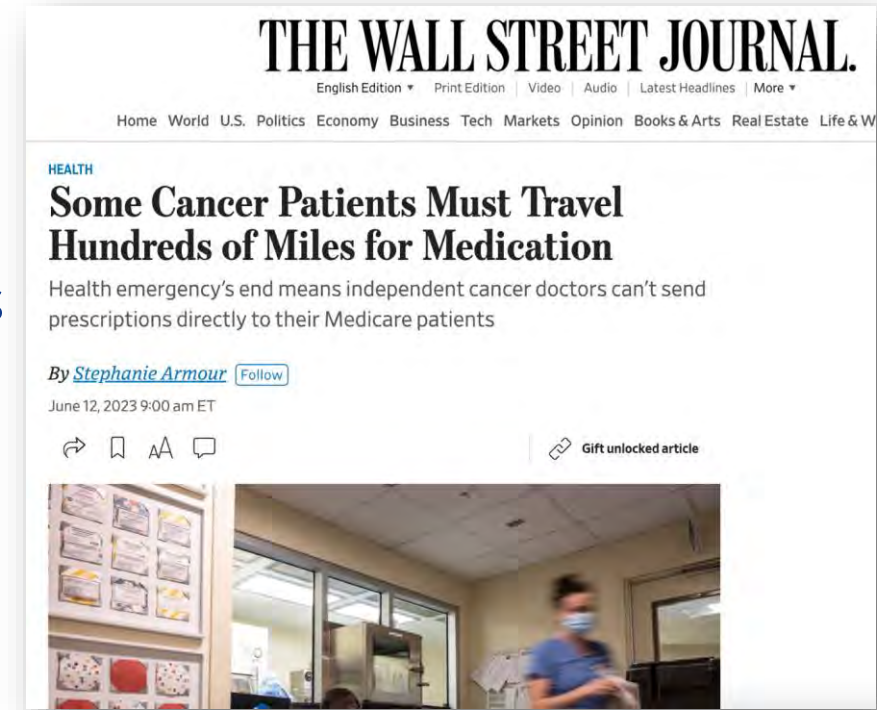 THE WALL STREET JOURNAL.
English Edition Print Edition Video Audio Latest Headlines More
Home World U.S. Politics Economy Business Tech Markets Opinion Books & Arts Real Estate Life & W
HEALTH
Some Cancer Patients Must Travel
Hundreds of Miles for Medication
Health emergency's end means independent cancer doctors can't send
prescriptions directly to their Medicare patients
By Stephanie Armour Follow
June 12, 2023 9:00 am ET
AA Gift unlocked article